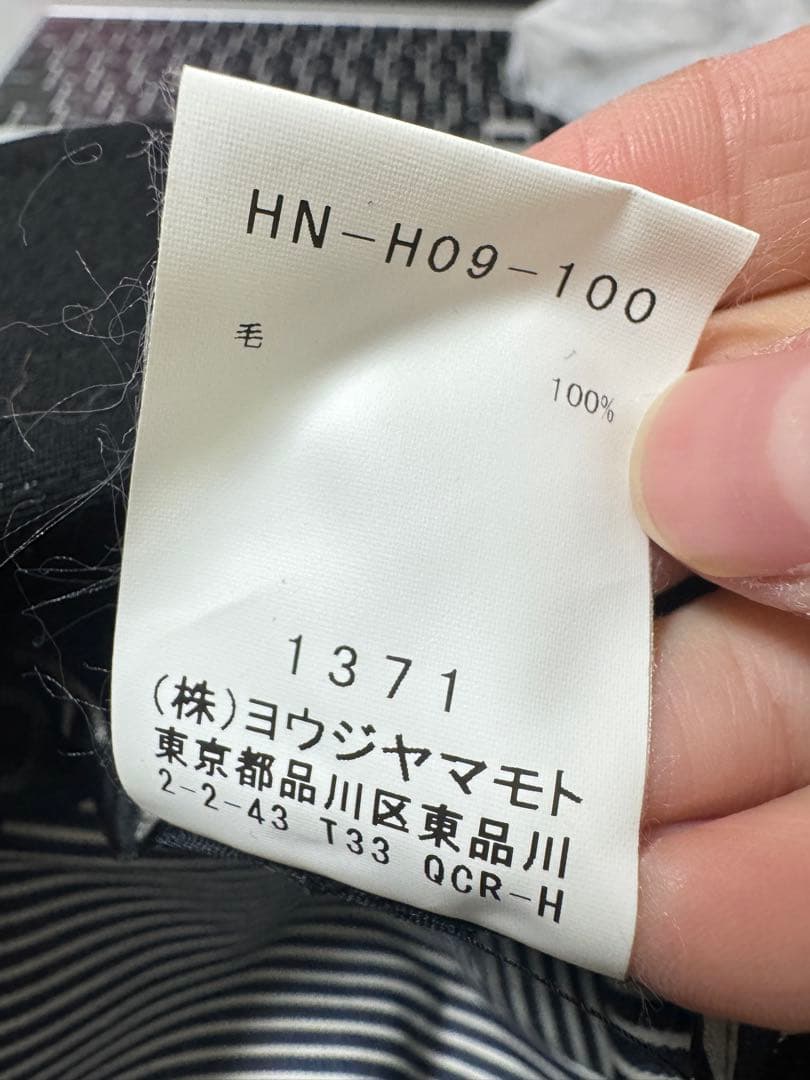 HN-H09-100
毛 100%
1371
(株)ヨウジヤマモト
東京都品川区東品川
2-2-43 T33 QCR-H